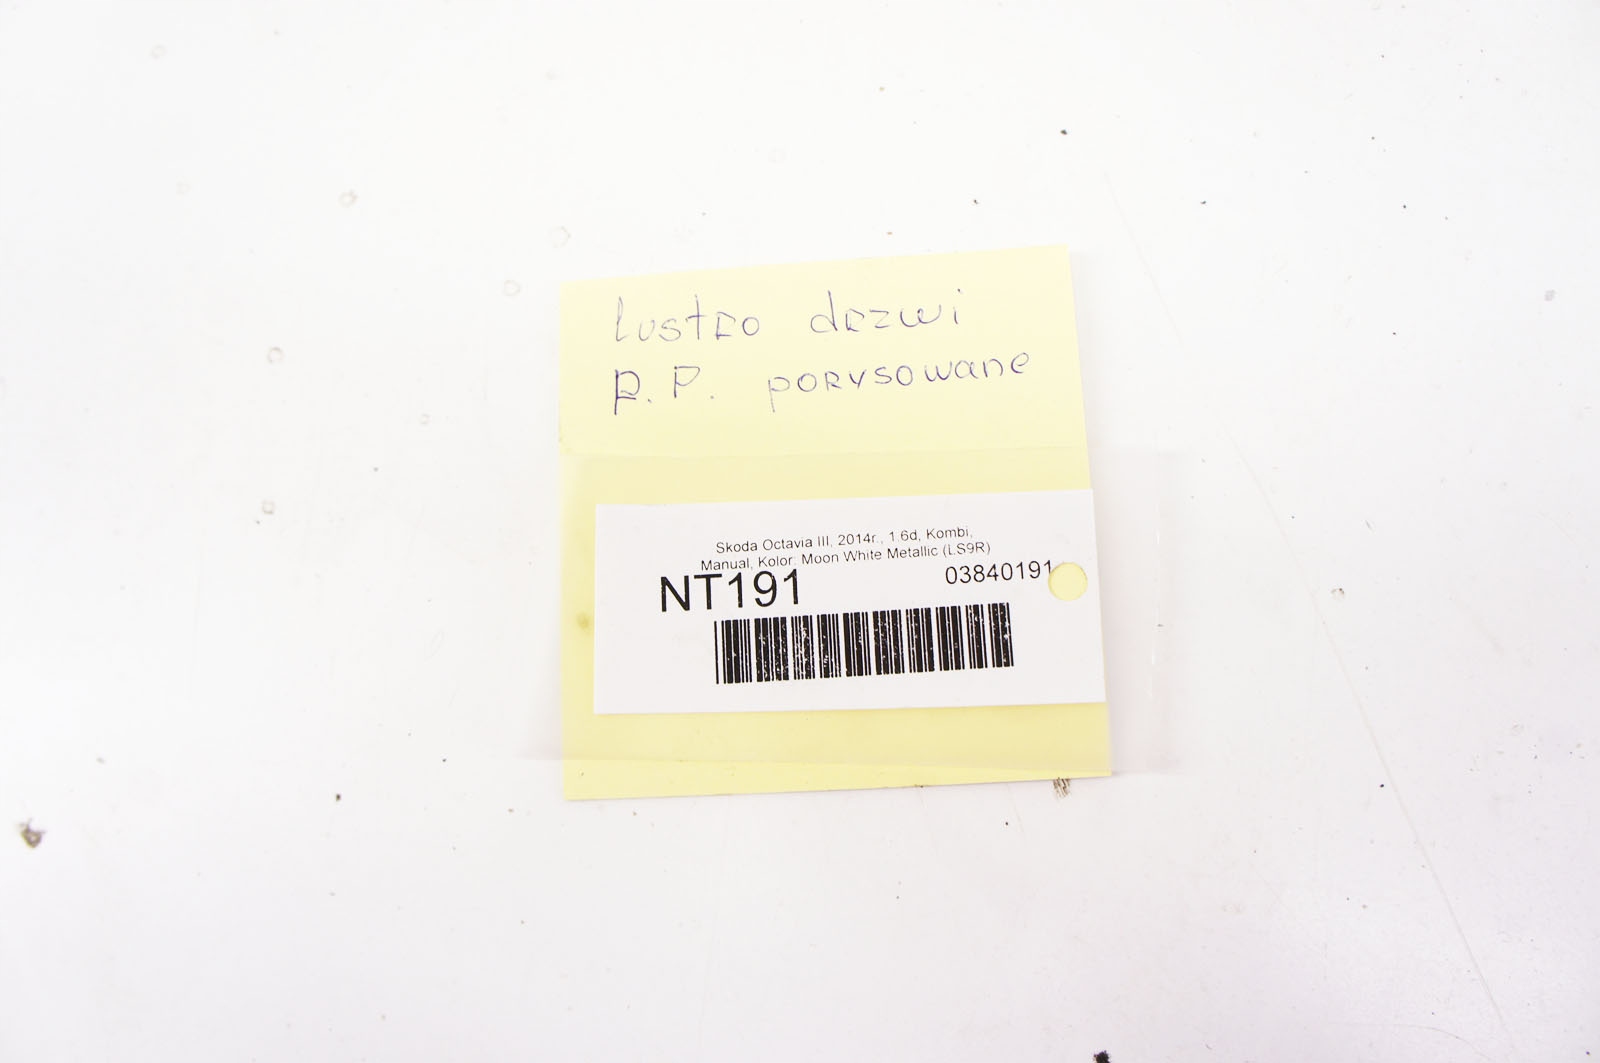 lustro drzwi
P.P. porysowane
Skoda Octavia III, 2014r., 1.6d, Kombi,
Manual, Kolor: Moon White Metallic (LS9R)
NT191 03840191